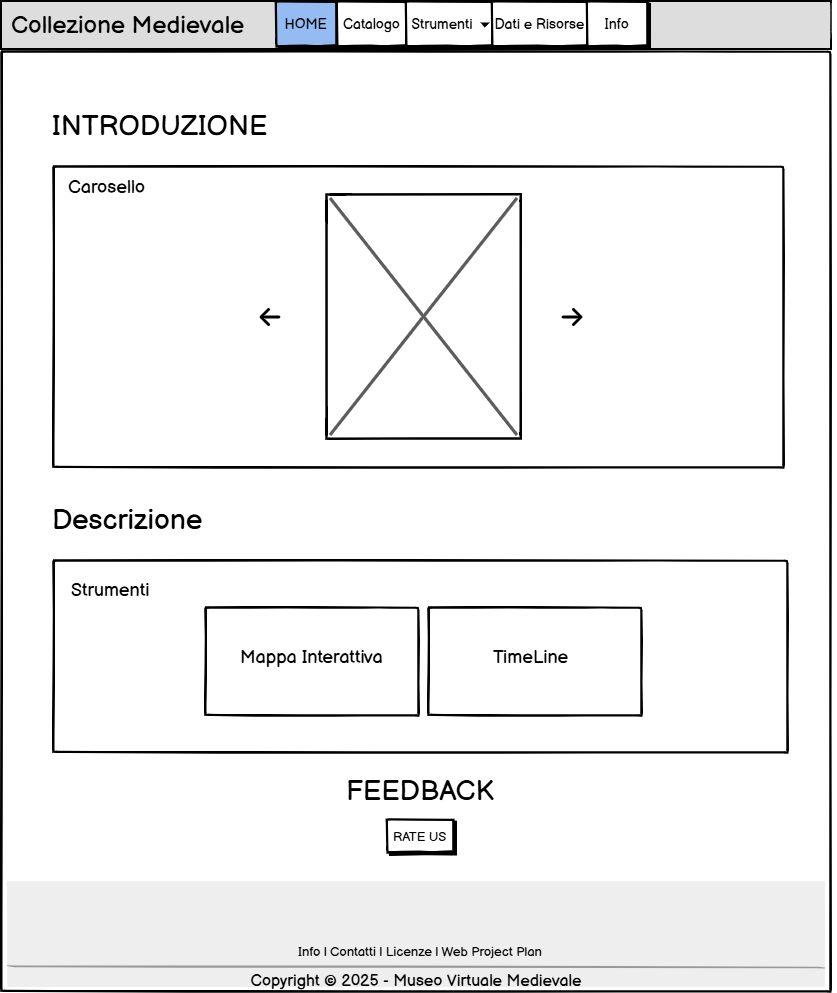 Collezione Medievale HOME Catalogo Strumenti Dati e Risorse Info
INTRODUZIONE
Carosello
Descrizione
Strumenti
Mappa Interattiva TimeLine
FEEDBACK
RATE US
Info | Contatti | Licenze | Web Project Plan
Copyright © 2025 - Museo Virtuale Medievale